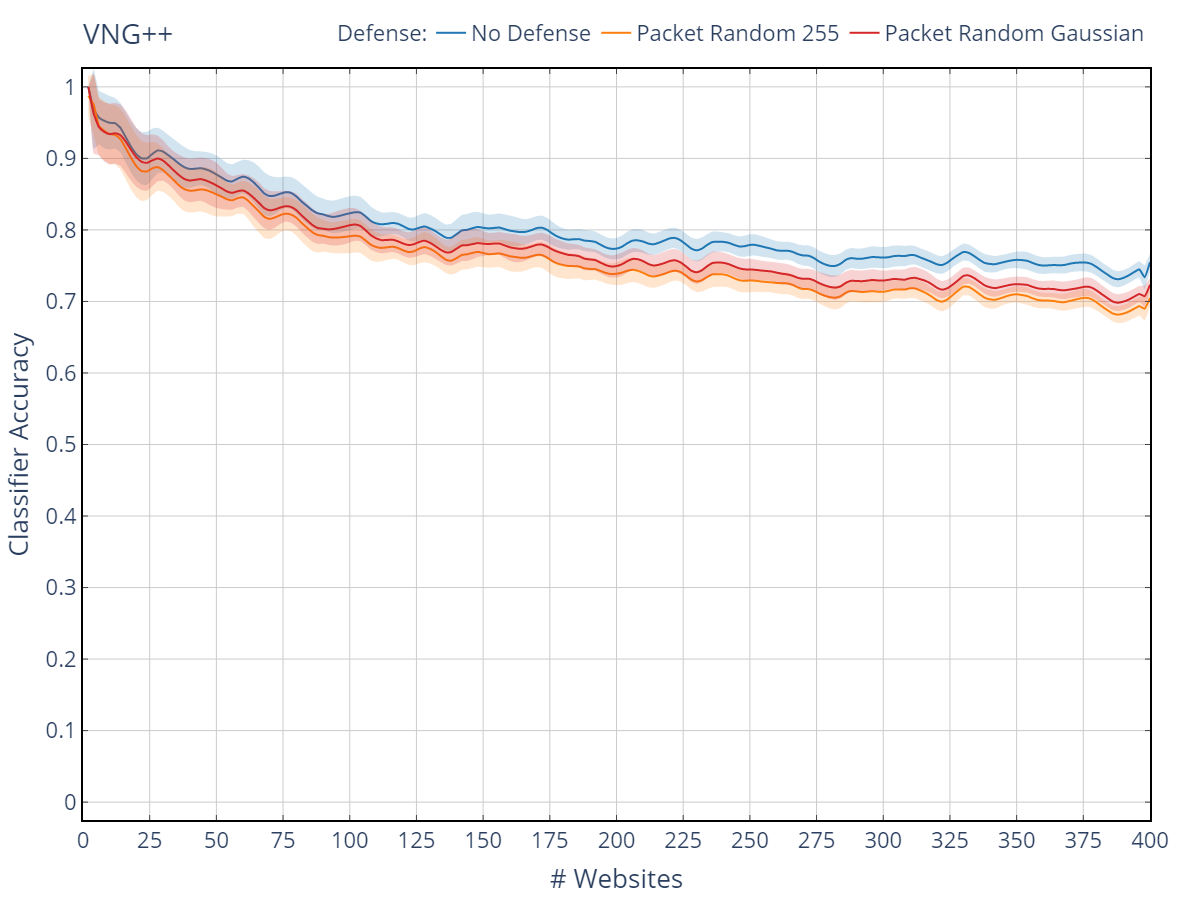 VNG++
Defense: No Defense Packet Random 255 Packet Random Gaussian
1
0.9
0.8
0.7
0.6
0.5
0.4
0.3
0.2
0.1
0
Classifier Accuracy
0 25 50 75 100 125 150 175 200 225 250 275 300 325 350 375 400
# Websites